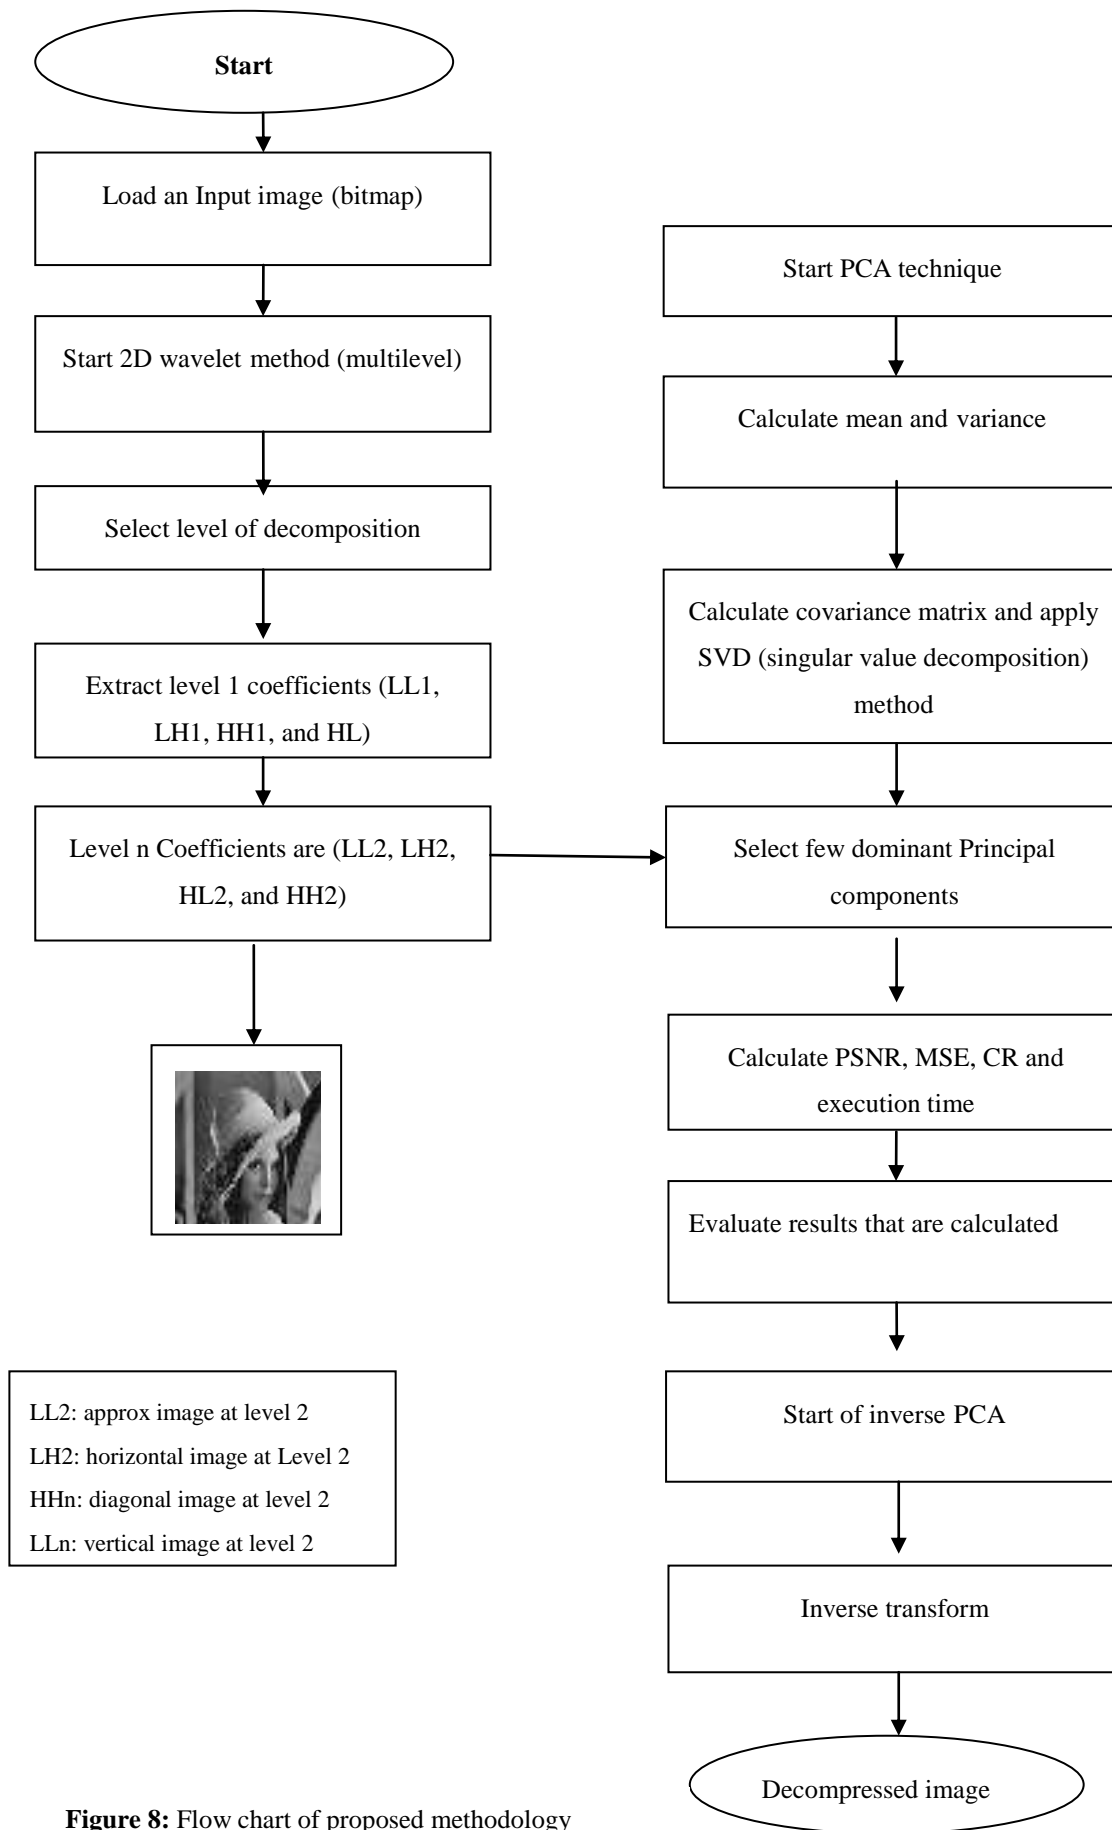 Start
Load an Input image (bitmap)
Start 2D wavelet method (multilevel)
Select level of decomposition
Extract level 1 coefficients (LL1,
LH1, HH1, and HL)
Level n Coefficients are (LL2, LH2,
HL2, and HH2)
LL2: approx image at level 2
LH2: horizontal image at Level 2
HHn: diagonal image at level 2
LLn: vertical image at level 2
Start PCA technique
Calculate mean and variance
Calculate covariance matrix and apply
SVD (singular value decomposition)
method
Select few dominant Principal
components
Calculate PSNR, MSE, CR and
execution time
Evaluate results that are calculated
Start of inverse PCA
Inverse transform
Decompressed image
Figure 8: Flow chart of proposed methodology